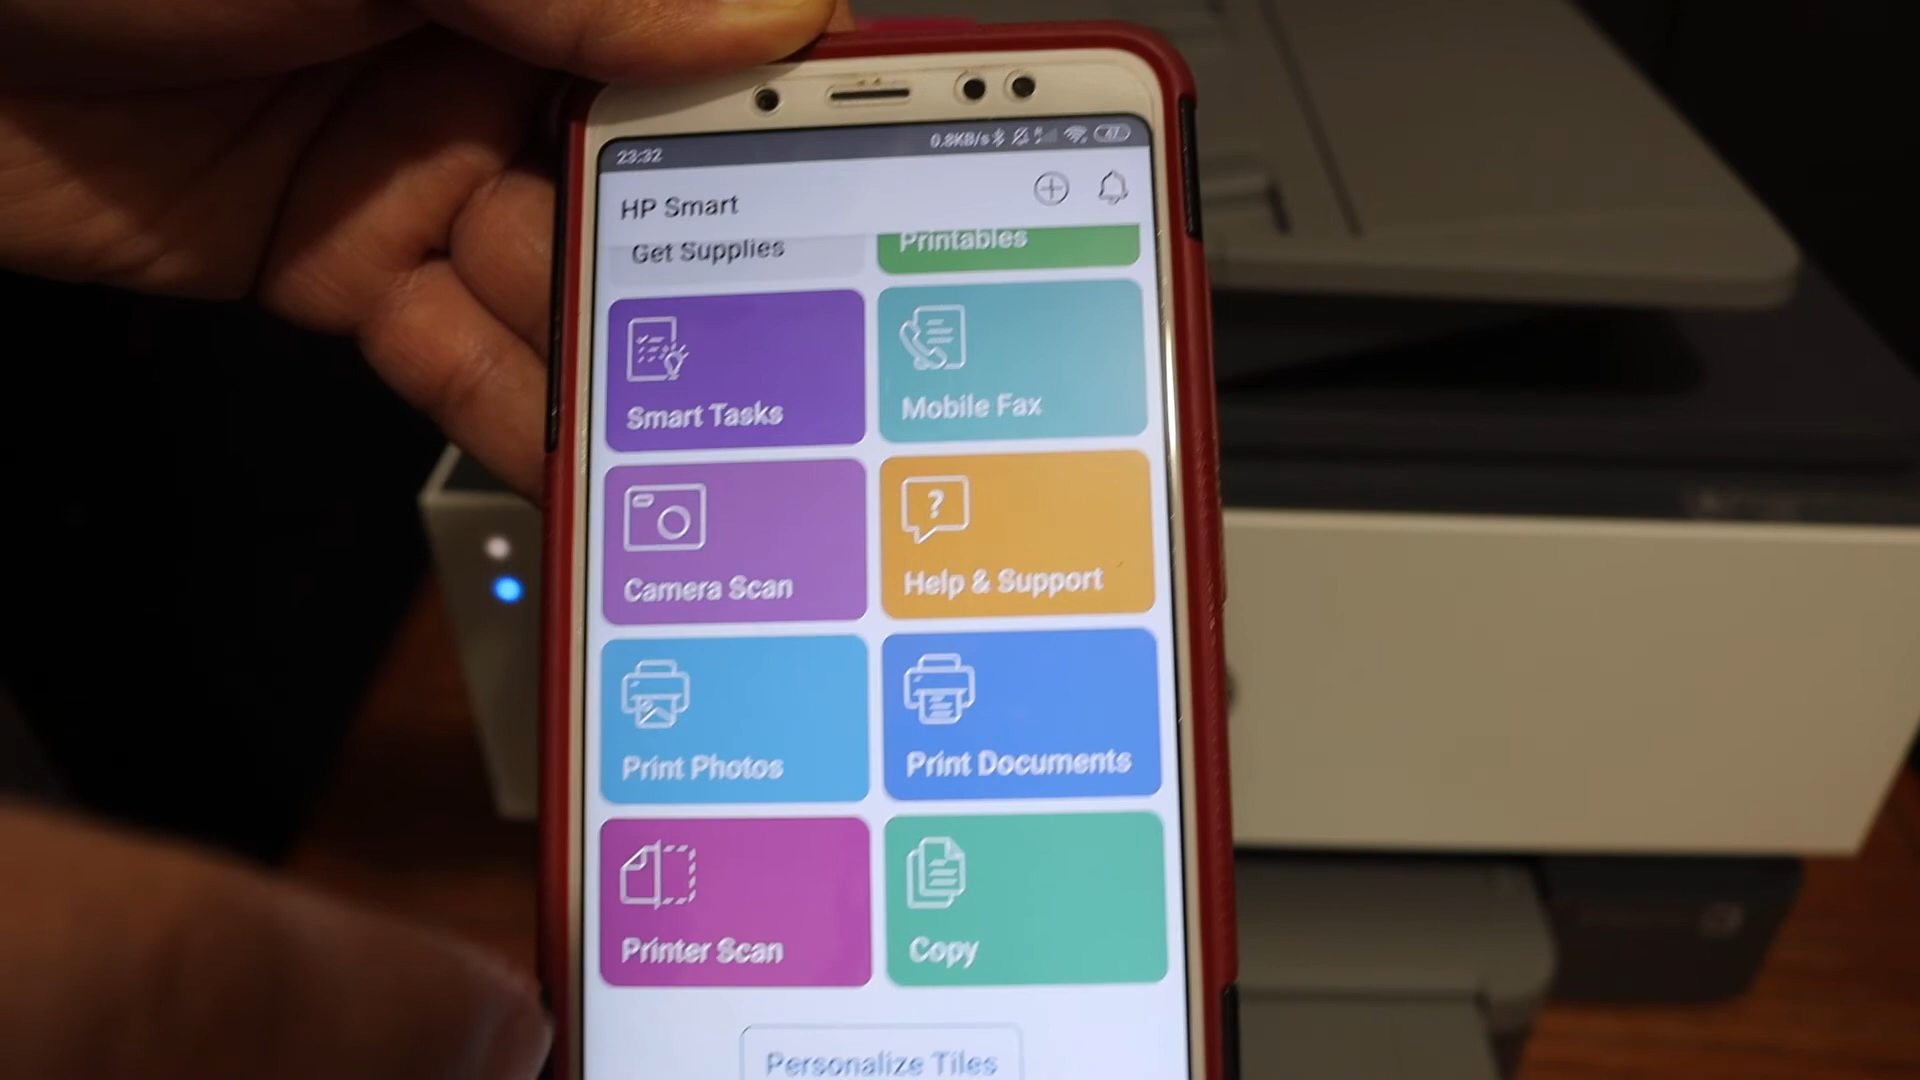 23:32
0.8KB/s
47
HP Smart
Get Supplies
Printables
Smart Tasks
Mobile Fax
Camera Scan
?
Help & Support
Print Photos
Print Documents
Printer Scan
Copy
Personalize Tiles